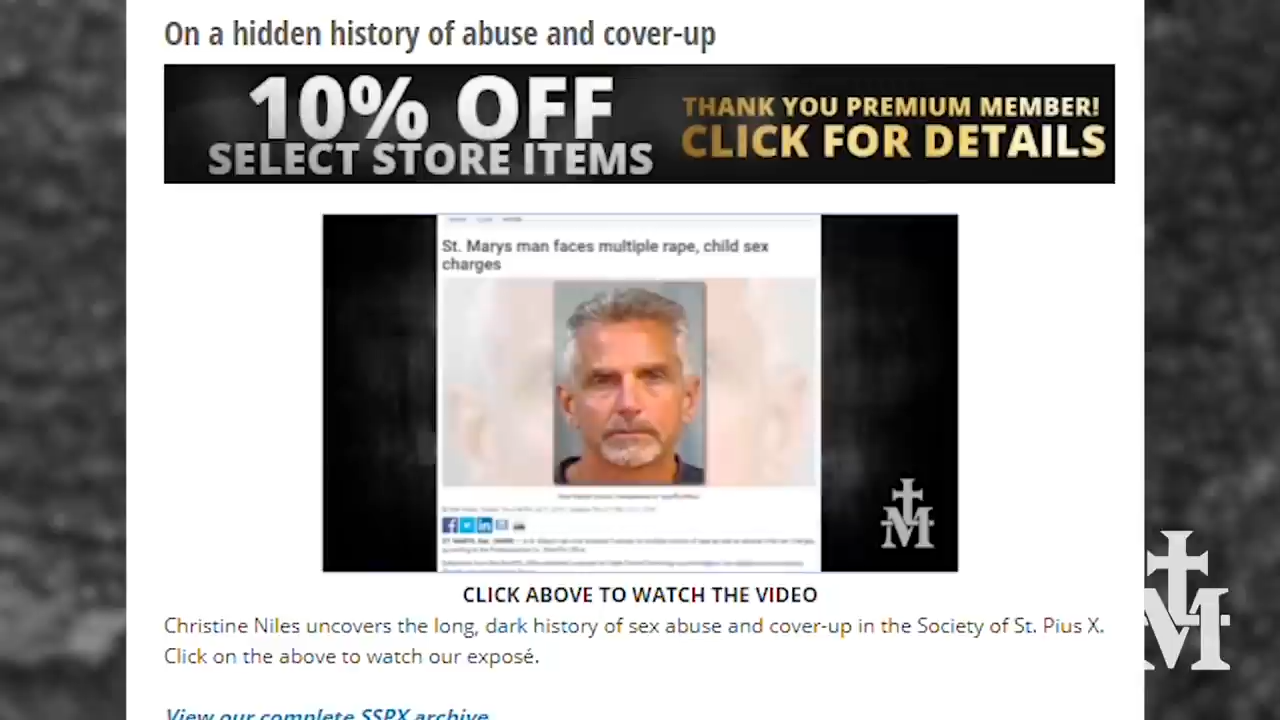 On a hidden history of abuse and cover-up
10% OFF
SELECT STORE ITEMS
THANK YOU PREMIUM MEMBER!
CLICK FOR DETAILS
St. Marys man faces multiple rape, child sex
charges
CLICK ABOVE TO WATCH THE VIDEO
Christine Niles uncovers the long, dark history of sex abuse and cover-up in the Society of St. Pius X.
Click on the above to watch our exposé.
View our complete SSPX archive